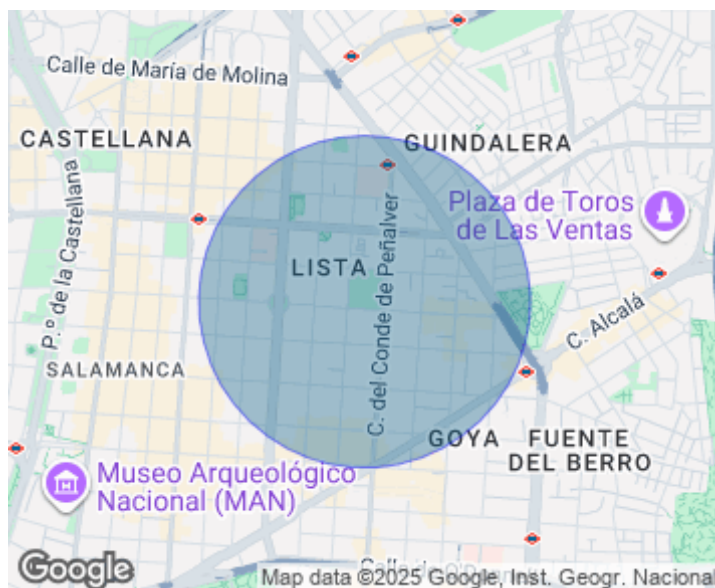 Calle de María de Molina
CASTELLANA
GUINDALERA
Plaza de Toros
de Las Ventas
P.º de la Castellana
LISTA
C. del Conde de Peñalver
C. Alcalá
SALAMANCA
GOYA
FUENTE
DEL BERRO
Museo Arqueológico
Nacional (MAN)
Google
Map data ©2025 Google, Inst. Geogr. Nacional